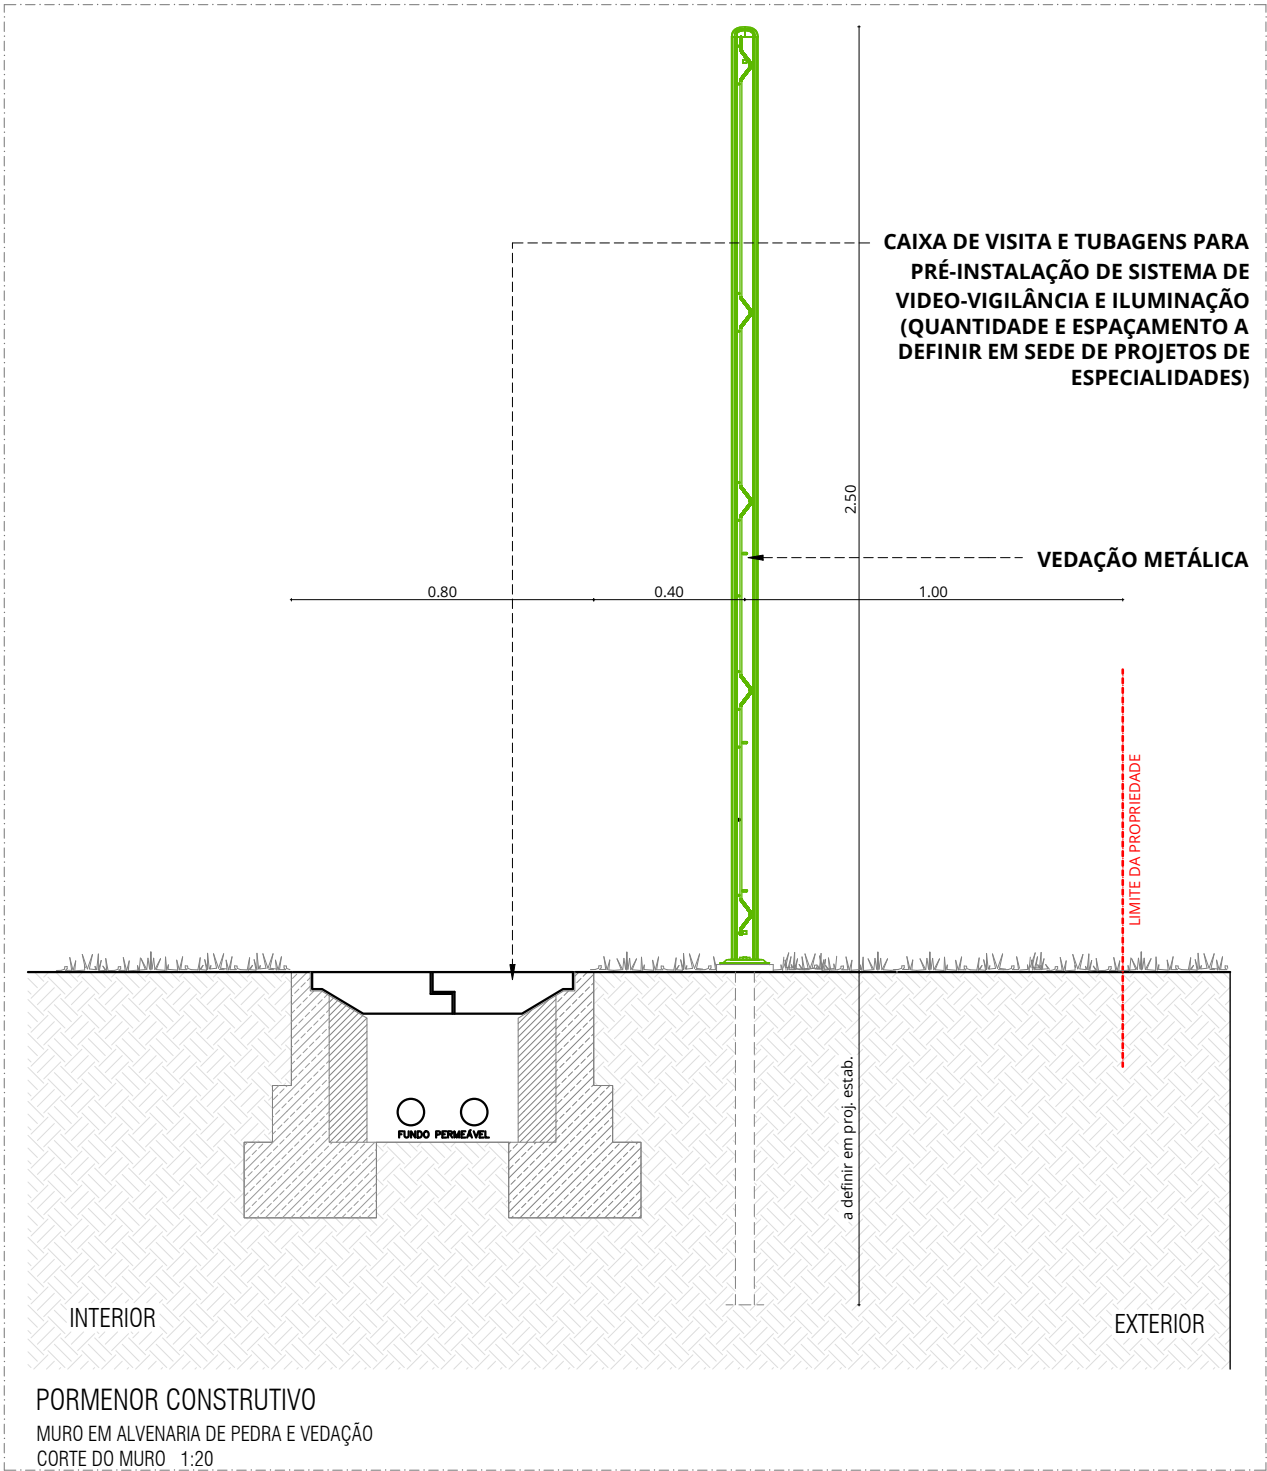 CAIXA DE VISITA E TUBAGENS PARA
PRÉ-INSTALAÇÃO DE SISTEMA DE
VIDEO-VIGILÂNCIA E ILUMINAÇÃO
(QUANTIDADE E ESPAÇAMENTO A
DEFINIR EM SEDE DE PROJETOS DE
ESPECIALIDADES)
2.50
VEDAÇÃO METÁLICA
0.80
0.40
1.00
LIMITE DA PROPRIEDADE
a definir em proj. estab.
FUNDO PERMEÁVEL
INTERIOR
EXTERIOR
PORMENOR CONSTRUTIVO
MURO EM ALVENARIA DE PEDRA E VEDAÇÃO
CORTE DO MURO 1:20